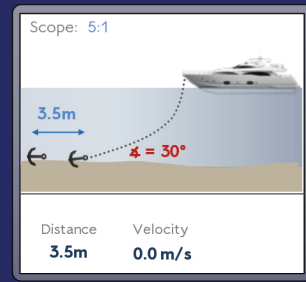 Scope: 5:1
3.5m
∡ = 30°
Distance Velocity
3.5m 0.0 m/s